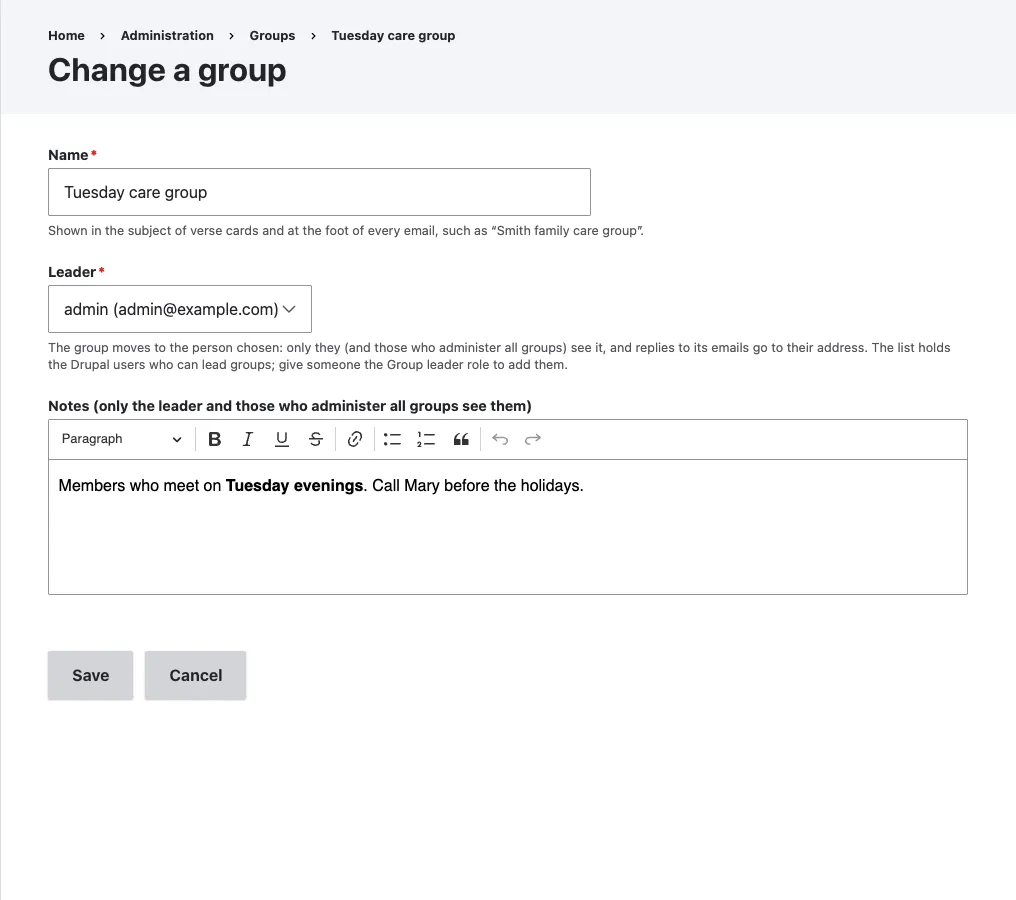 Home › Administration › Groups › Tuesday care group
Change a group
Name*
Tuesday care group
Shown in the subject of verse cards and at the foot of every email, such as “Smith family care group”.
Leader*
admin (admin@example.com)
The group moves to the person chosen: only they (and those who administer all groups) see it, and replies to its emails go to their address. The list holds
the Drupal users who can lead groups; give someone the Group leader role to add them.
Notes (only the leader and those who administer all groups see them)
Paragraph
Members who meet on Tuesday evenings. Call Mary before the holidays.
Save Cancel